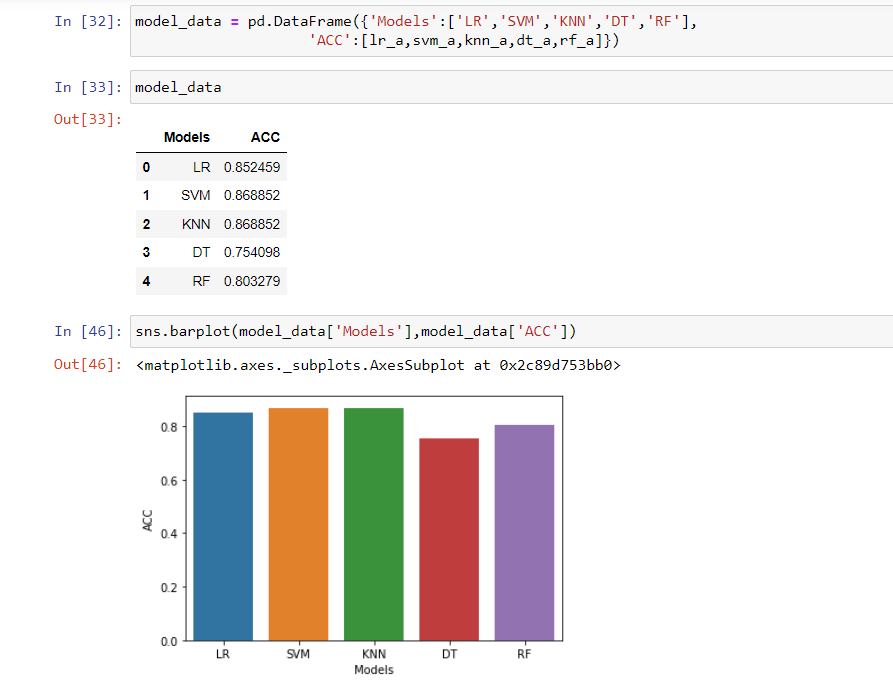 In [32]: model_data = pd.DataFrame({'Models':['LR','SVM','KNN','DT','RF'],
'ACC':[lr_a,svm_a,knn_a,dt_a,rf_a]})
In [33]: model_data
Out[33]:
Models ACC
0 LR 0.852459
1 SVM 0.868852
2 KNN 0.868852
3 DT 0.754098
4 RF 0.803279
In [46]: sns.barplot(model_data['Models'],model_data['ACC'])
Out[46]: <matplotlib.axes._subplots.AxesSubplot at 0x2c89d753bb0>
0.8
0.6
ACC
0.4
0.2
0.0
LR SVM KNN DT RF
Models